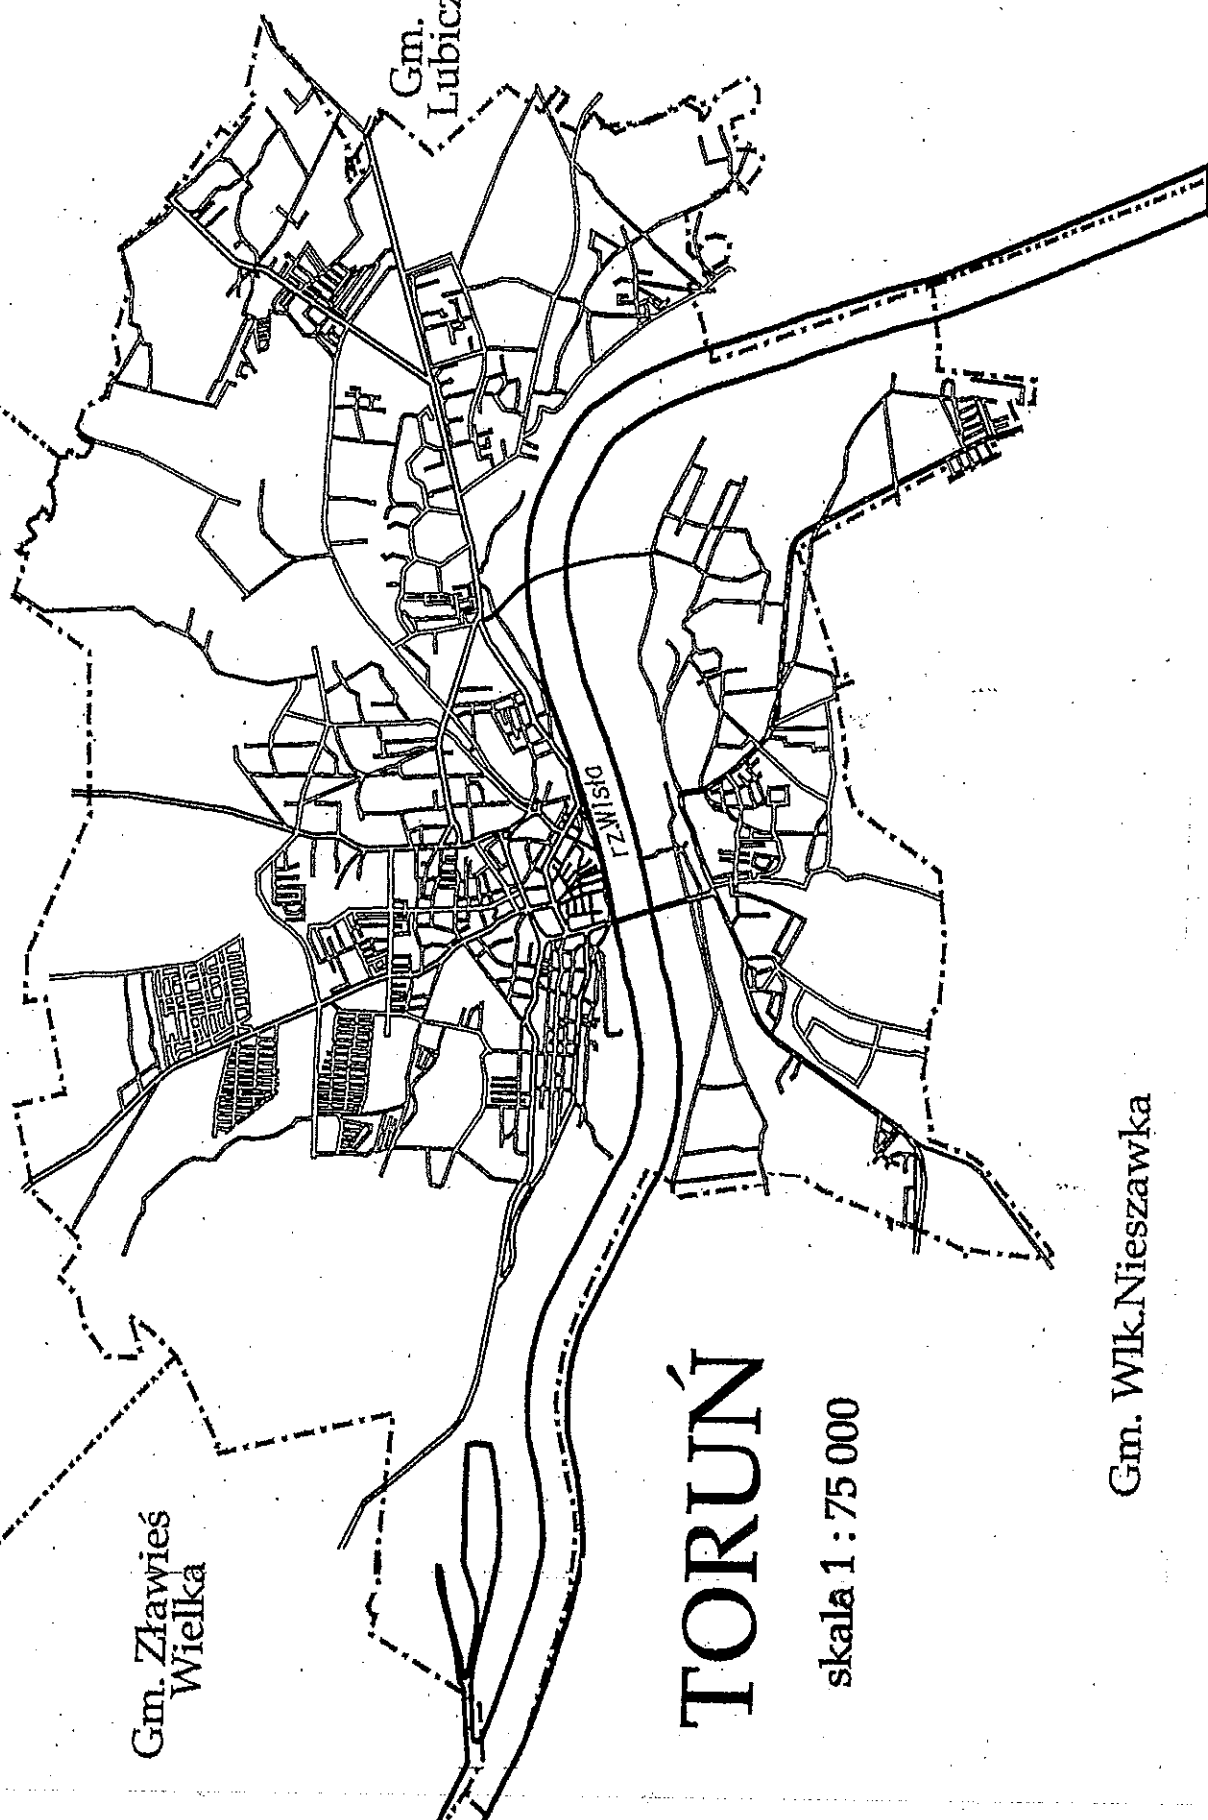 Gm.
Lubicz
rz.Wisła
Gm. Zławieś
Wielka
TORUŃ
skala 1 : 75 000
Gm. Wlk.Nieszawka